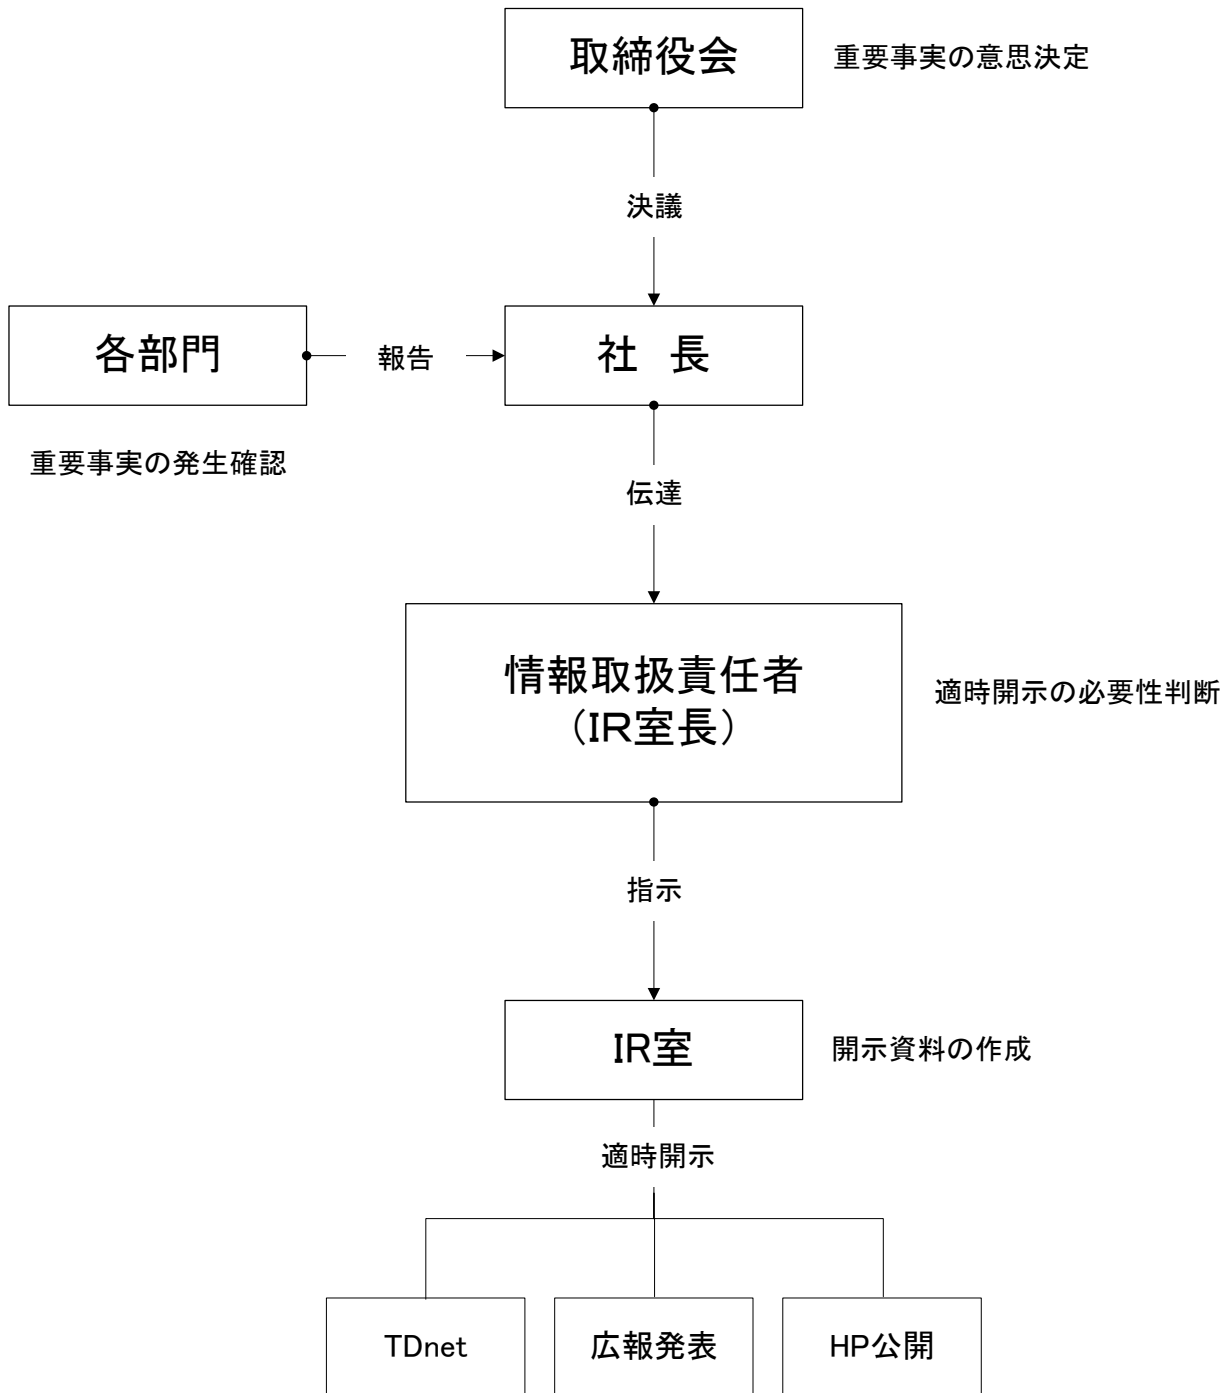 取締役会
重要事実の意思決定
決議
各部門
報告
社　長
重要事実の発生確認
伝達
情報取扱責任者
（IR室長）
適時開示の必要性判断
指示
IR室
開示資料の作成
適時開示
TDnet
広報発表
HP公開